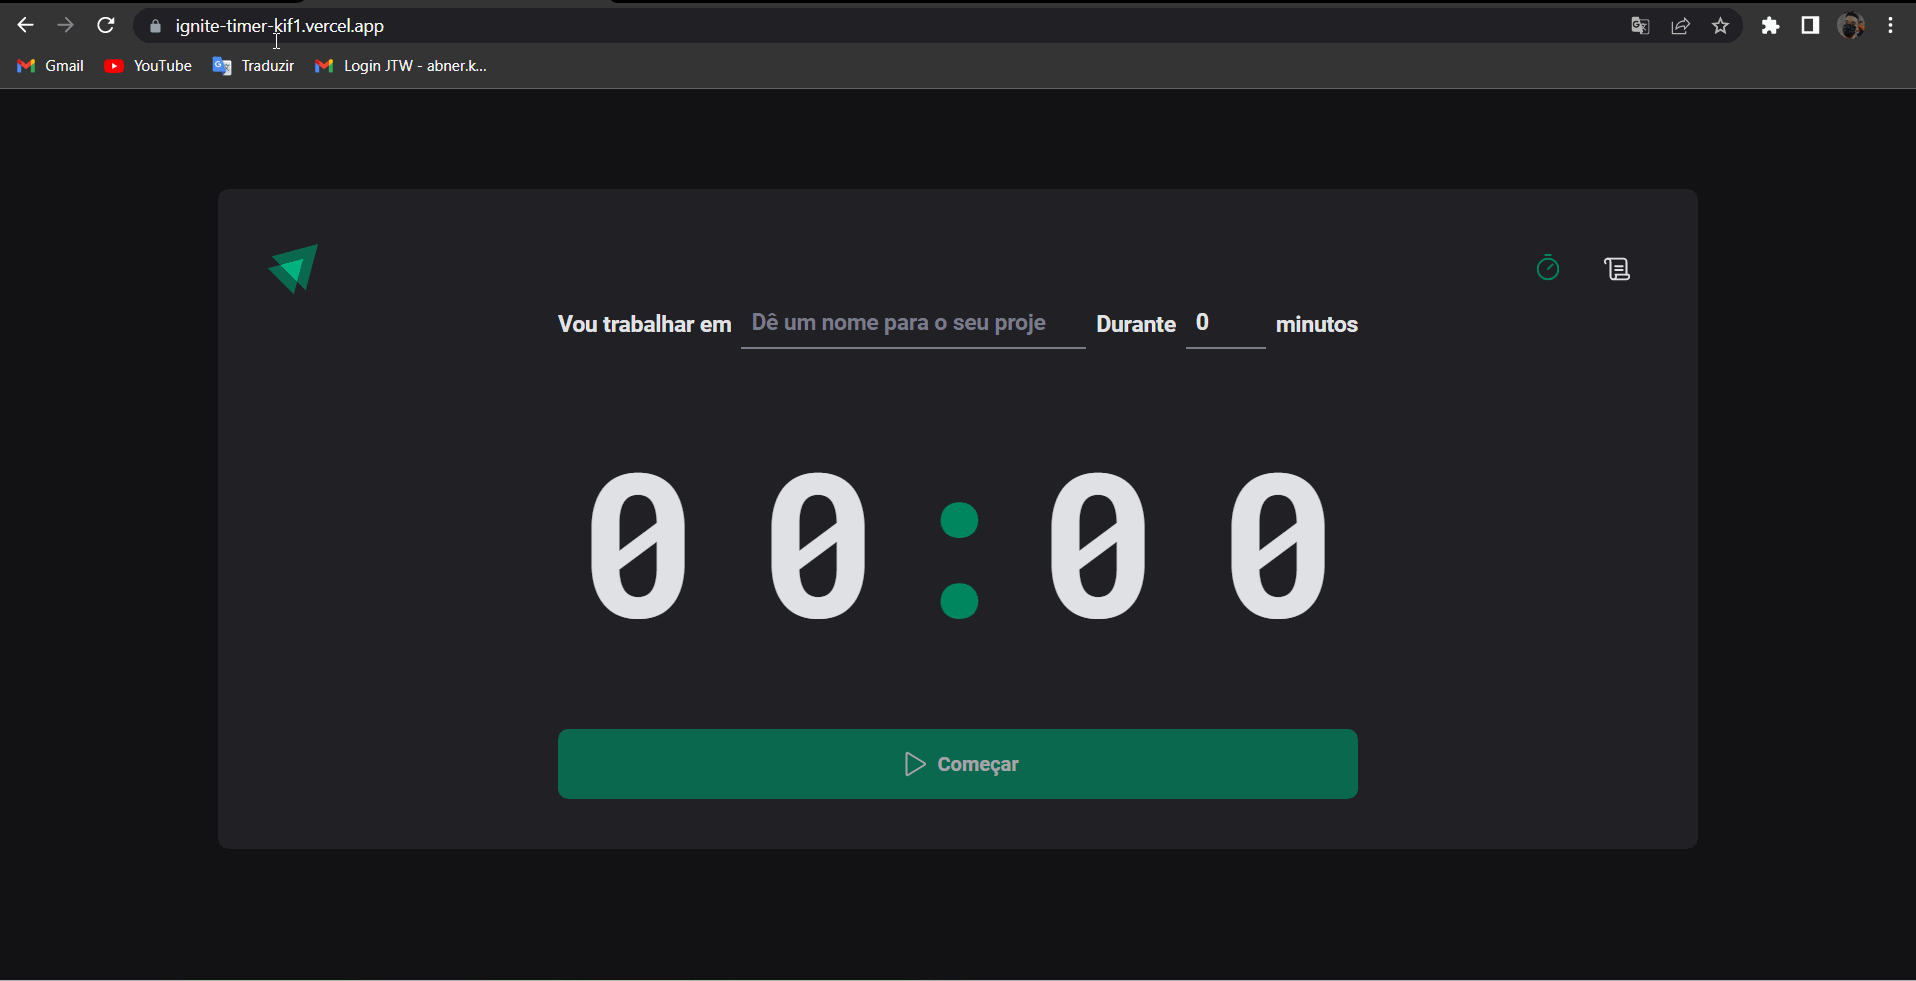 ignite-timer-kif1.vercel.app
Gmail YouTube Traduzir Login JTW - abner.k...
Vou trabalhar em Dê um nome para o seu proje Durante 0 minutos
00:00
Começar